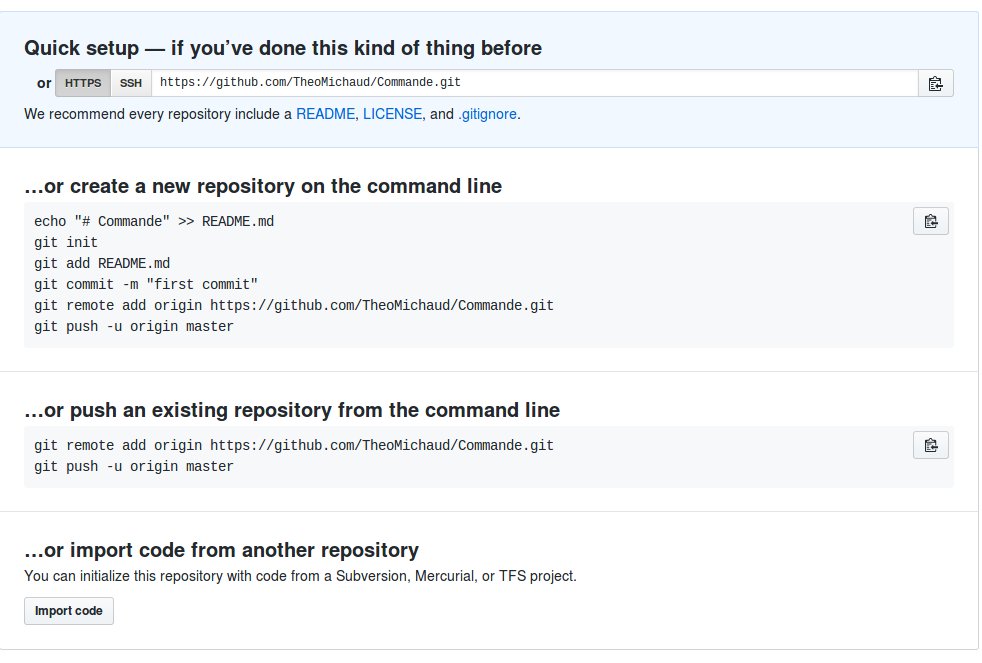 Quick setup — if you’ve done this kind of thing before
or HTTPS SSH https://github.com/TheoMichaud/Commande.git
We recommend every repository include a README, LICENSE, and .gitignore.
…or create a new repository on the command line
echo "# Commande" >> README.md
git init
git add README.md
git commit -m "first commit"
git remote add origin https://github.com/TheoMichaud/Commande.git
git push -u origin master
…or push an existing repository from the command line
git remote add origin https://github.com/TheoMichaud/Commande.git
git push -u origin master
…or import code from another repository
You can initialize this repository with code from a Subversion, Mercurial, or TFS project.
Import code